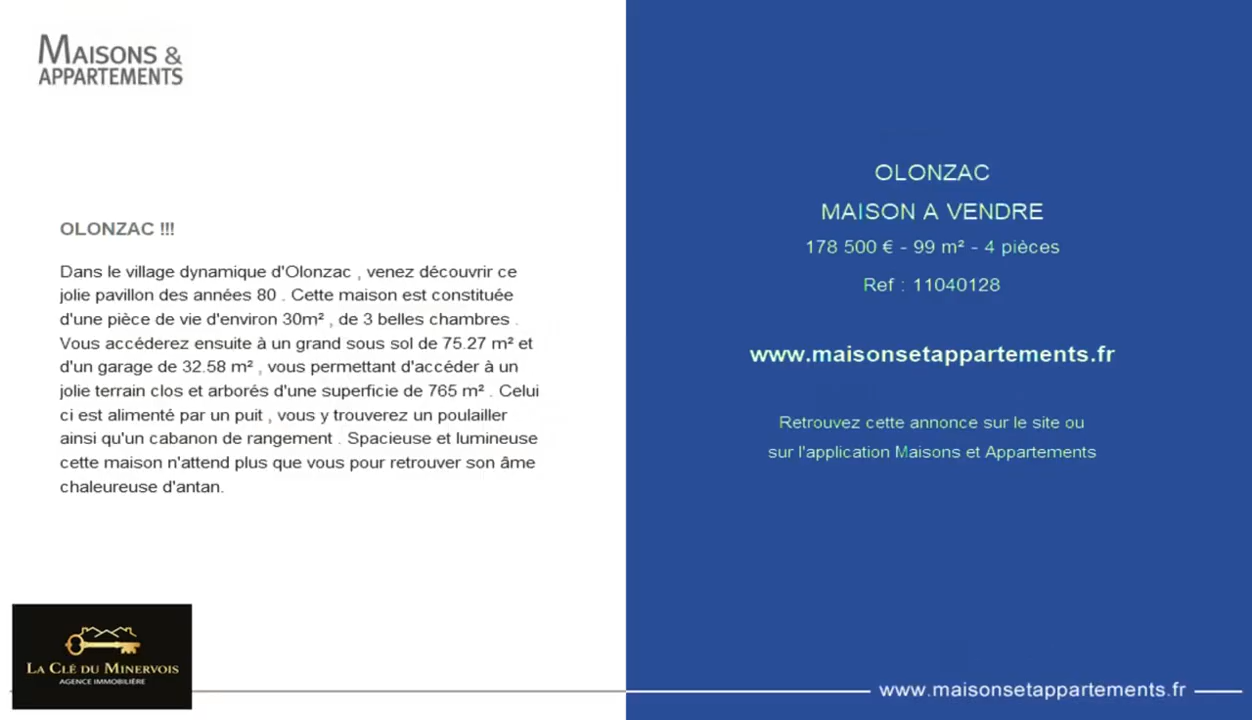 MAISONS &
APPARTEMENTS
OLONZAC !!!
Dans le village dynamique d'Olonzac , venez découvrir ce
jolie pavillon des années 80 . Cette maison est constituée
d'une pièce de vie d'environ 30m² , de 3 belles chambres .
Vous accéderez ensuite à un grand sous sol de 75.27 m² et
d'un garage de 32.58 m² , vous permettant d'accéder à un
jolie terrain clos et arborés d'une superficie de 765 m² . Celui
ci est alimenté par un puit , vous y trouverez un poulailler
ainsi qu'un cabanon de rangement . Spacieuse et lumineuse
cette maison n'attend plus que vous pour retrouver son âme
chaleureuse d'antan.
LA CLÉ DU MINERVOIS
AGENCE IMMOBILIÈRE
OLONZAC
MAISON A VENDRE
178 500 € - 99 m² - 4 pièces
Ref : 11040128
www.maisonsetappartements.fr
Retrouvez cette annonce sur le site ou
sur l'application Maisons et Appartements
www.maisonsetappartements.fr